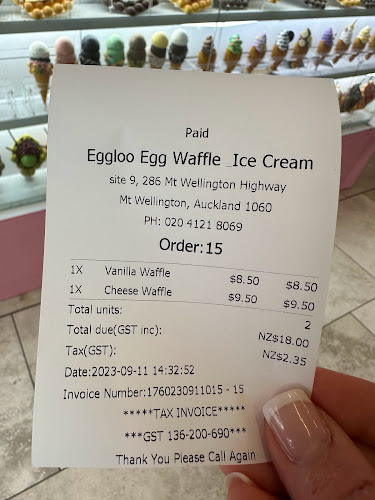 Paid
Eggloo Egg Waffle _Ice Cream
site 9, 286 Mt Wellington Highway
Mt Wellington, Auckland 1060
PH: 020 4121 8069
Order:15
1X Vanilla Waffle $8.50 $8.50
1X Cheese Waffle $9.50 $9.50
Total units: 2
Total due(GST inc): NZ$18.00
Tax(GST): NZ$2.35
Date:2023-09-11 14:32:52
Invoice Number:1760230911015 - 15
*****TAX INVOICE*****
***GST 136-200-690***
Thank You Please Call Again